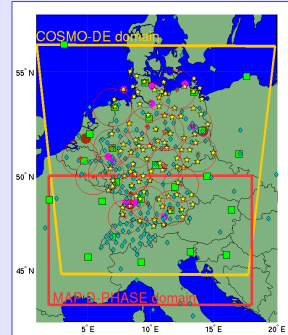 COSMO-DE domain
55° N
50° N
45° N
MAP D-PHASE domain
5° E
10° E
15° E
20° E